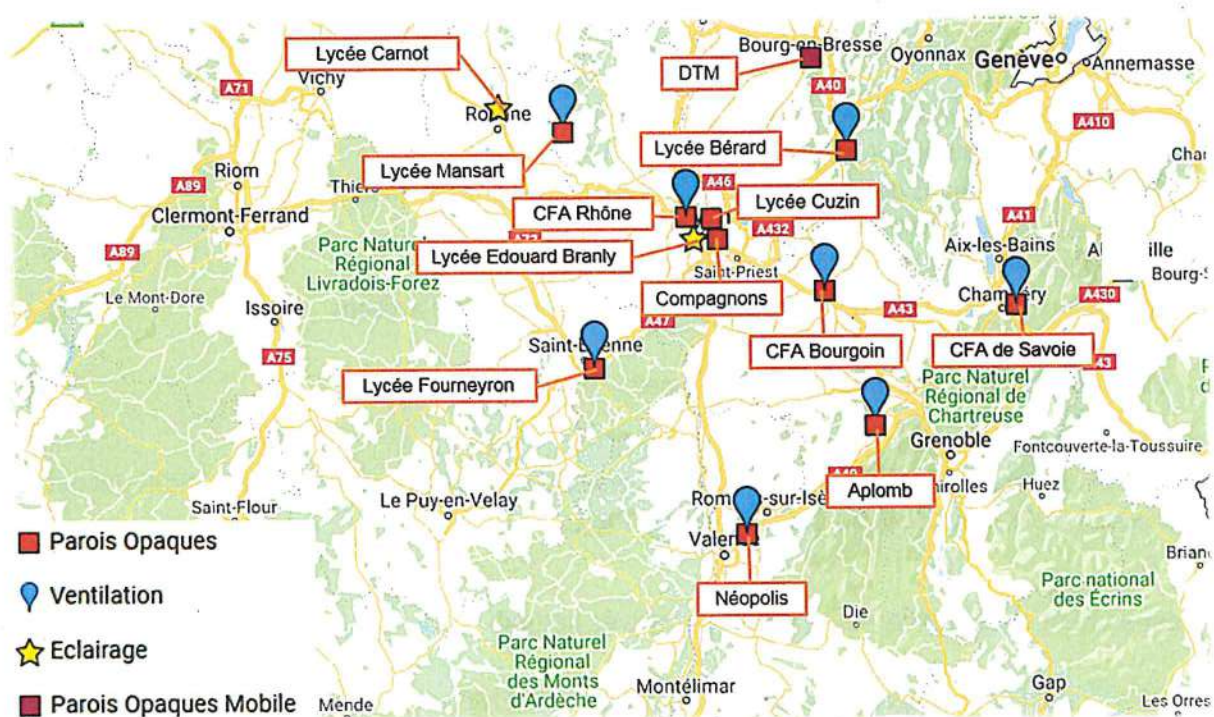 Bourg-en-Bresse
Oyonnax
Genève
Annemasse
Lycée Carnot
DTM
Vichy
A71
A40
A410
Lycée Mansart
Lycée Bérard
Riom
A89
A46
Clermont-Ferrand
CFA Rhône
Lycée Cuzin
A432
A41
A89
Parc Naturel
Régional
Livradois-Forez
Lycée Edouard Branly
Aix-les-Bains
ville
Bourg-S
Saint-Priest
Le Mont-Dore
Issoire
Compagnons
A43
A430
A47
A75
Lycée Fourneyron
CFA Bourgoin
CFA de Savoie
Parc Naturel
Régional de
Chartreuse
Grenoble
Fontcouverte-la-Toussuire
Aplomb
Huez
Saint-Flour
Le Puy-en-Velay
Parois Opaques
Ventilation
Néopolis
Parc national
des Écrins
Die
Eclairage
Parc Naturel
Régional
des Monts
d'Ardèche
Parois Opaques Mobile
Mende
Montélimar
Gap
Les Orres